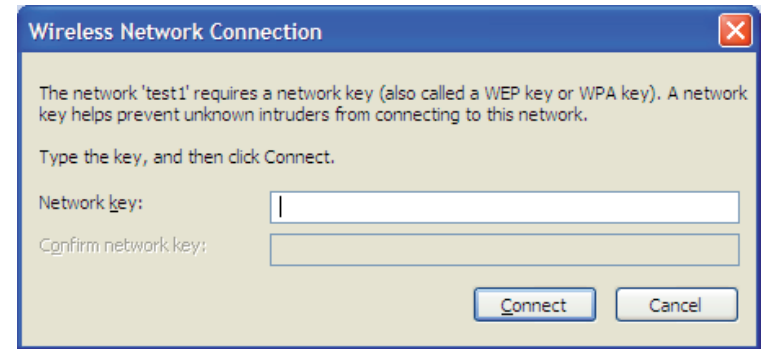 Wireless Network Connection
The network 'test1' requires a network key (also called a WEP key or WPA key). A network
key helps prevent unknown intruders from connecting to this network.
Type the key, and then click Connect.
Network key:
Confirm network key:
Connect Cancel